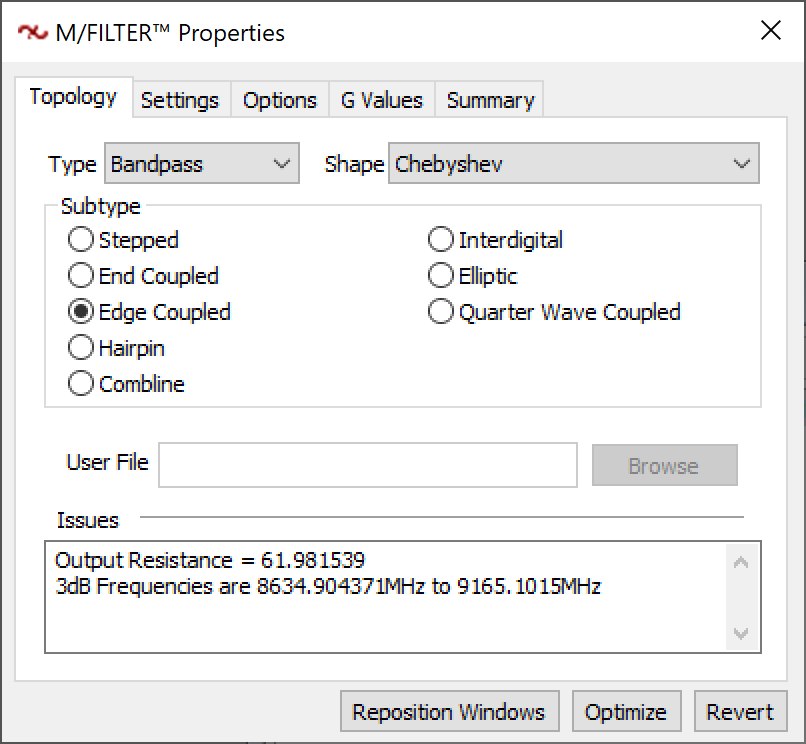 M/FILTER™ Properties
Topology Settings Options G Values Summary
Type Bandpass Shape Chebyshev
Subtype
Stepped Interdigital
End Coupled Elliptic
Edge Coupled Quarter Wave Coupled
Hairpin
Combline
User File Browse
Issues
Output Resistance = 61.981539
3dB Frequencies are 8634.904371MHz to 9165.1015MHz
Reposition Windows Optimize Revert